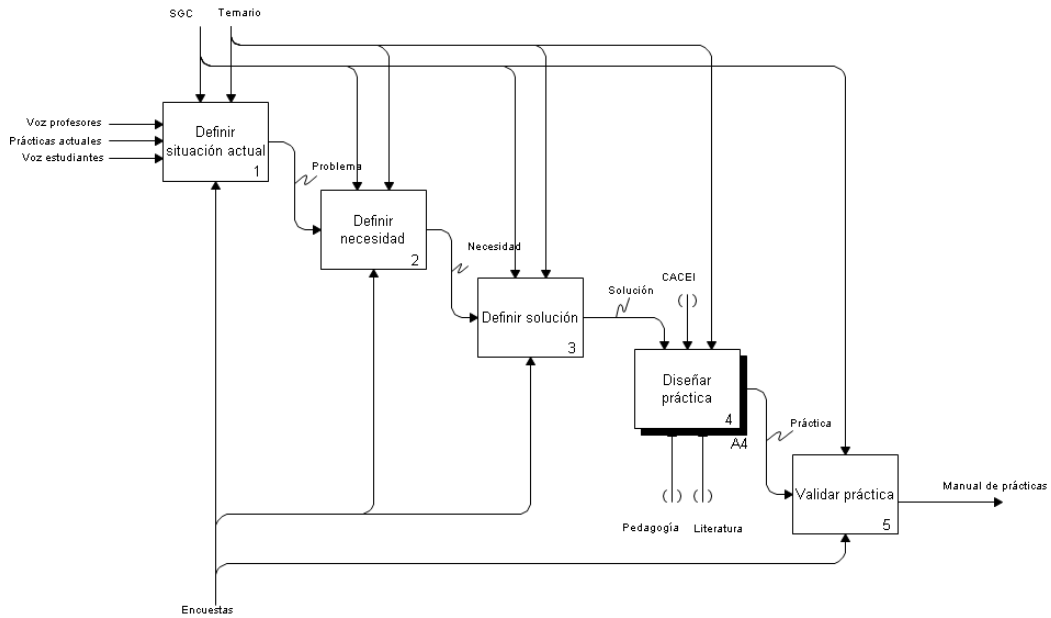 SGC
Temario
Voz profesores
Prácticas actuales
Voz estudiantes
Definir
situación actual
1
Problema
Definir
necesidad
2
Necesidad
Definir solución
3
Solución
CACEI
( )
Diseñar
práctica
4
A4
Práctica
( )
( )
Pedagogía
Literatura
Validar práctica
5
Manual de prácticas
Encuestas